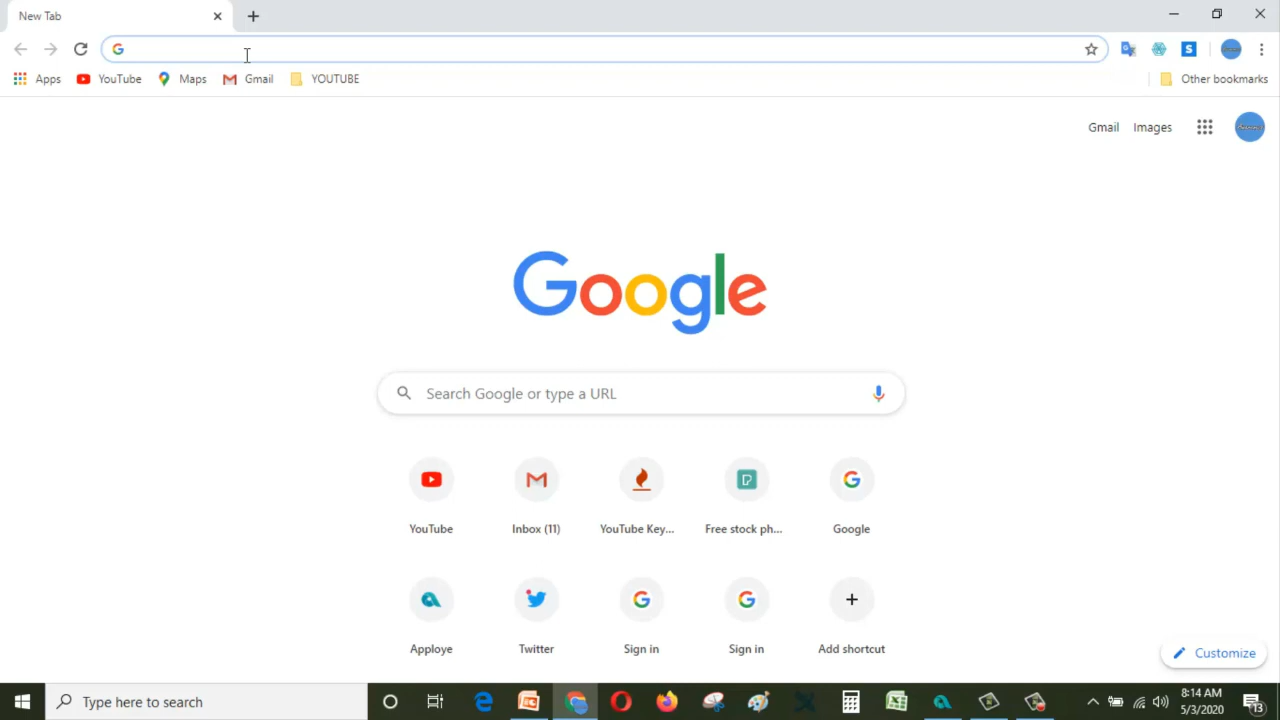 New Tab
Apps YouTube Maps Gmail YOUTUBE Other bookmarks
Gmail Images
Google
Search Google or type a URL
YouTube Inbox (11) YouTube Key... Free stock ph... Google
Apploye Twitter Sign in Sign in Add shortcut
Customize
Type here to search
8:14 AM
5/3/2020
13